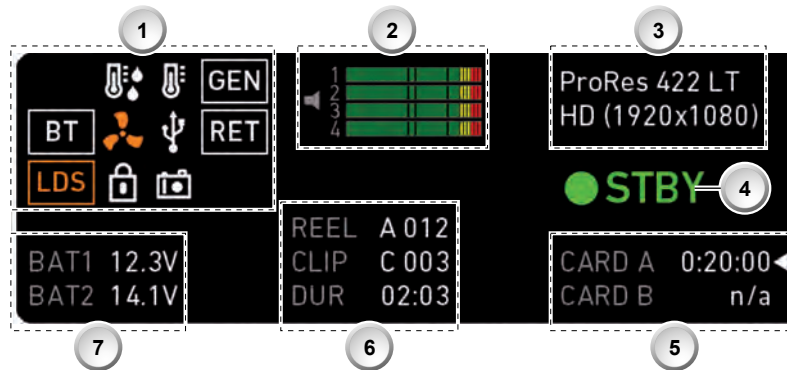 1 2 3
GEN
BT RET
LDS
1
2
3
4
ProRes 422 LT
HD (1920x1080)
STBY 4
BAT1 12.3V
BAT2 14.1V
REEL A 012
CLIP C 003
DUR 02:03
CARD A 0:20:00
CARD B n/a
7 6 5